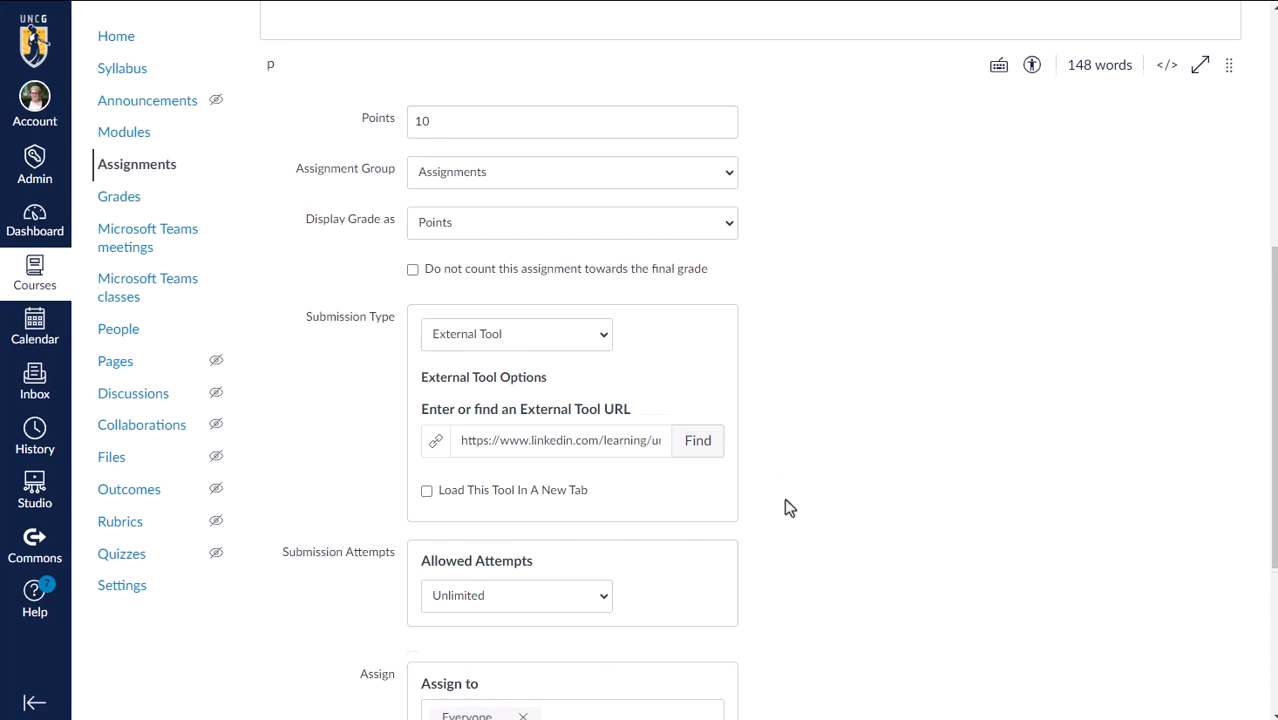 UNCG
Account
Admin
Dashboard
Courses
Calendar
Inbox
History
Studio
Commons
7
Help
Home
Syllabus
Announcements
Modules
Assignments
Grades
Microsoft Teams
meetings
Microsoft Teams
classes
People
Pages
Discussions
Collaborations
Files
Outcomes
Rubrics
Quizzes
Settings
p
148 words
</>
Points
10
Assignment Group
Assignments
Display Grade as
Points
Do not count this assignment towards the final grade
Submission Type
External Tool
External Tool Options
Enter or find an External Tool URL
https://www.linkedin.com/learning/ur
Find
Load This Tool In A New Tab
Submission Attempts
Allowed Attempts
Unlimited
Assign
Assign to
Everyone